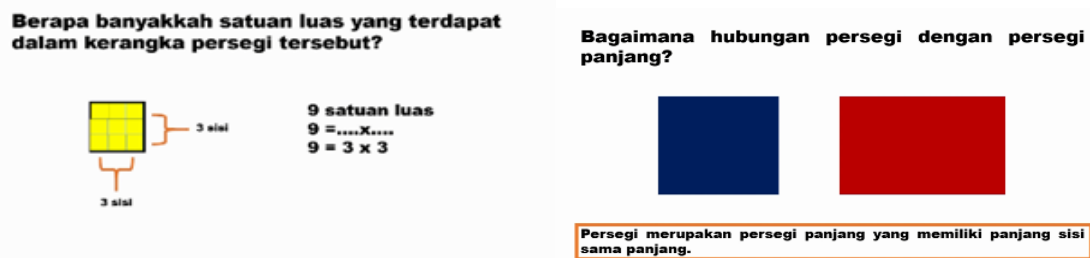 Berapa banyakkah satuan luas yang terdapat
dalam kerangka persegi tersebut?
3 sisi
9 satuan luas
9 =....x....
9 = 3 x 3
3 sisi
Bagaimana hubungan persegi dengan persegi
panjang?
Persegi merupakan persegi panjang yang memiliki panjang sisi
sama panjang.